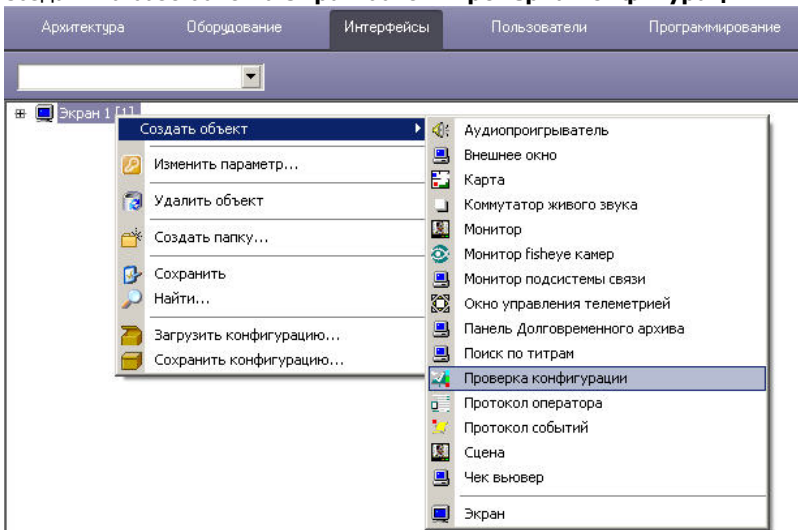 Архитектура Оборудование Интерфейсы Пользователи Программирование
Экран 1 [1]
Создать объект
Изменить параметр...
Удалить объект
Создать папку...
Сохранить
Найти...
Загрузить конфигурацию...
Сохранить конфигурацию...
Аудиопроигрыватель
Внешнее окно
Карта
Коммутатор живого звука
Монитор
Монитор fisheye камер
Монитор подсистемы связи
Окно управления телеметрией
Панель Долговременного архива
Поиск по титрам
Проверка конфигурации
Протокол оператора
Протокол событий
Сцена
Чек вьювер
Экран